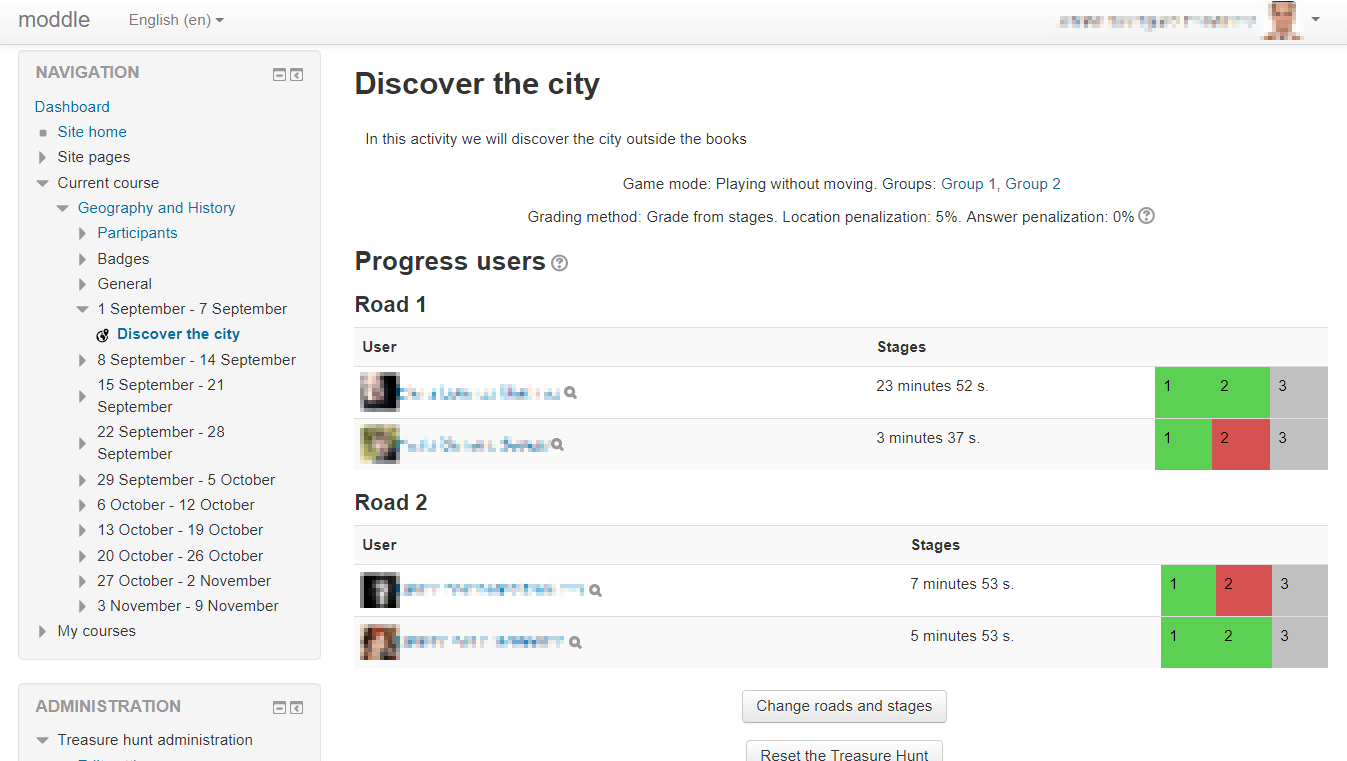 moddle
English (en)
NAVIGATION
Dashboard
Site home
Site pages
Current course
Geography and History
Participants
Badges
General
1 September - 7 September
Discover the city
8 September - 14 September
15 September - 21
September
22 September - 28
September
29 September - 5 October
6 October - 12 October
13 October - 19 October
20 October - 26 October
27 October - 2 November
3 November - 9 November
My courses
ADMINISTRATION
Treasure hunt administration
Discover the city
In this activity we will discover the city outside the books
Game mode: Playing without moving. Groups: Group 1, Group 2
Grading method: Grade from stages. Location penalization: 5%. Answer penalization: 0%
Progress users
Road 1
User Stages
23 minutes 52 s. 1 2 3
3 minutes 37 s. 1 2 3
Road 2
User Stages
7 minutes 53 s. 1 2 3
5 minutes 53 s. 1 2 3
Change roads and stages
Reset the Treasure Hunt